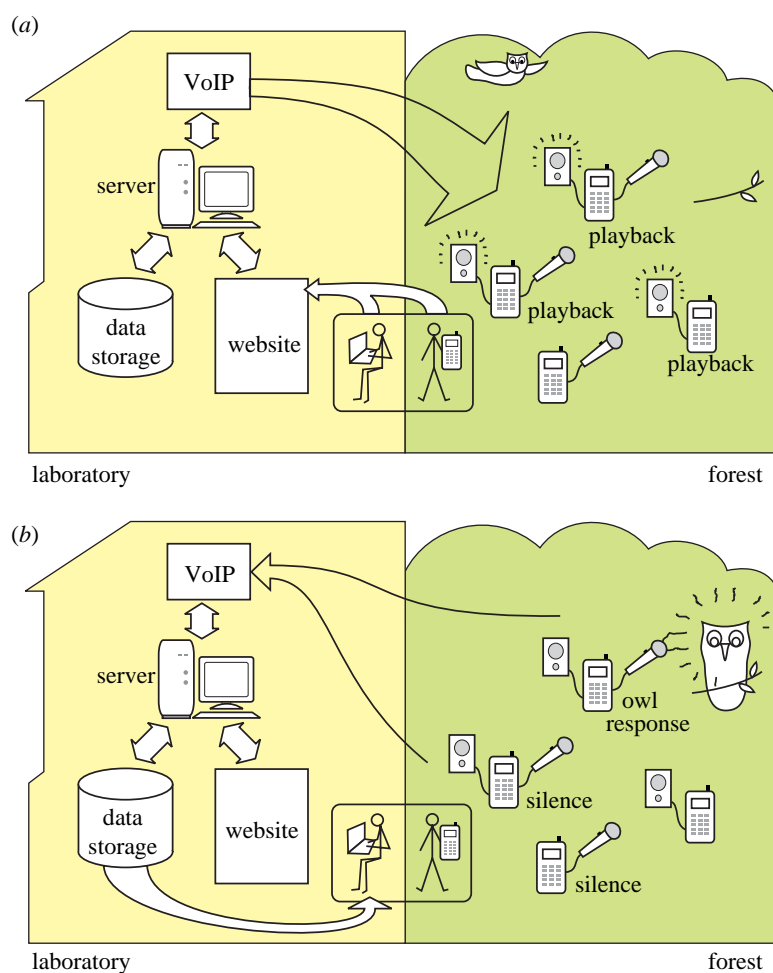 (a)
VoIP
server
playback
playback
data
storage
website
playback
laboratory
forest
(b)
VoIP
server
owl
response
silence
data
storage
website
silence
laboratory
forest